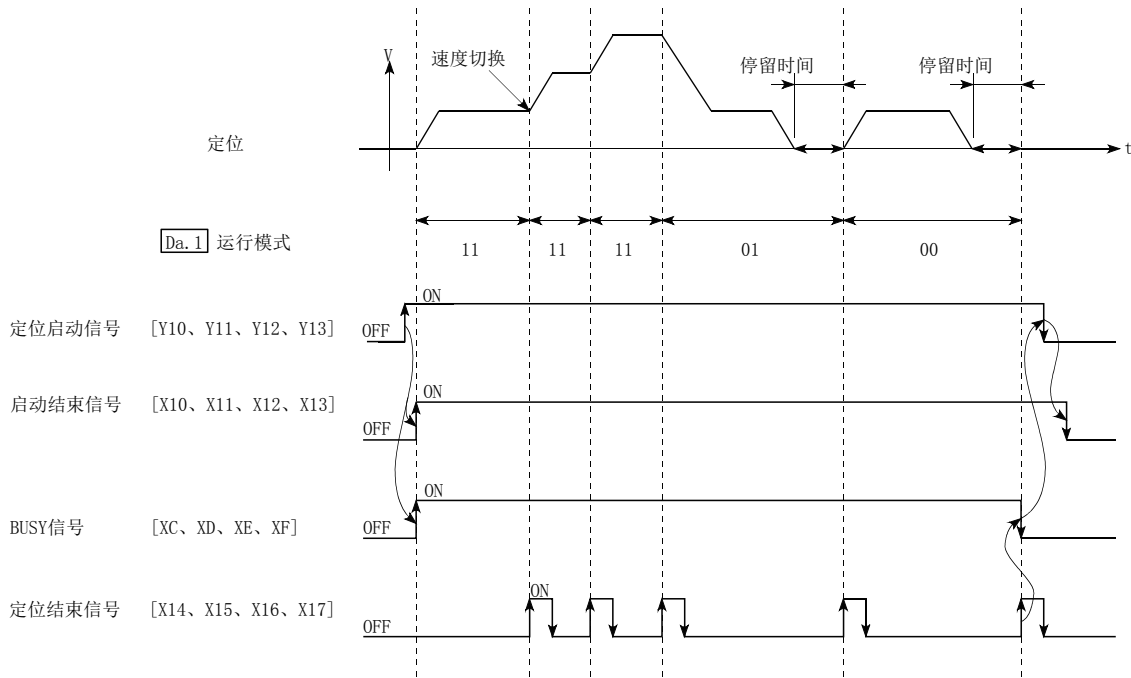 V
速度切换
停留时间
停留时间
定位
t
Da.1 运行模式
11 11 11 01 00
ON
定位启动信号 [Y10、Y11、Y12、Y13] OFF
ON
启动结束信号 [X10、X11、X12、X13]
OFF
ON
BUSY信号 [XC、XD、XE、XF] OFF
ON
定位结束信号 [X14、X15、X16、X17]
OFF